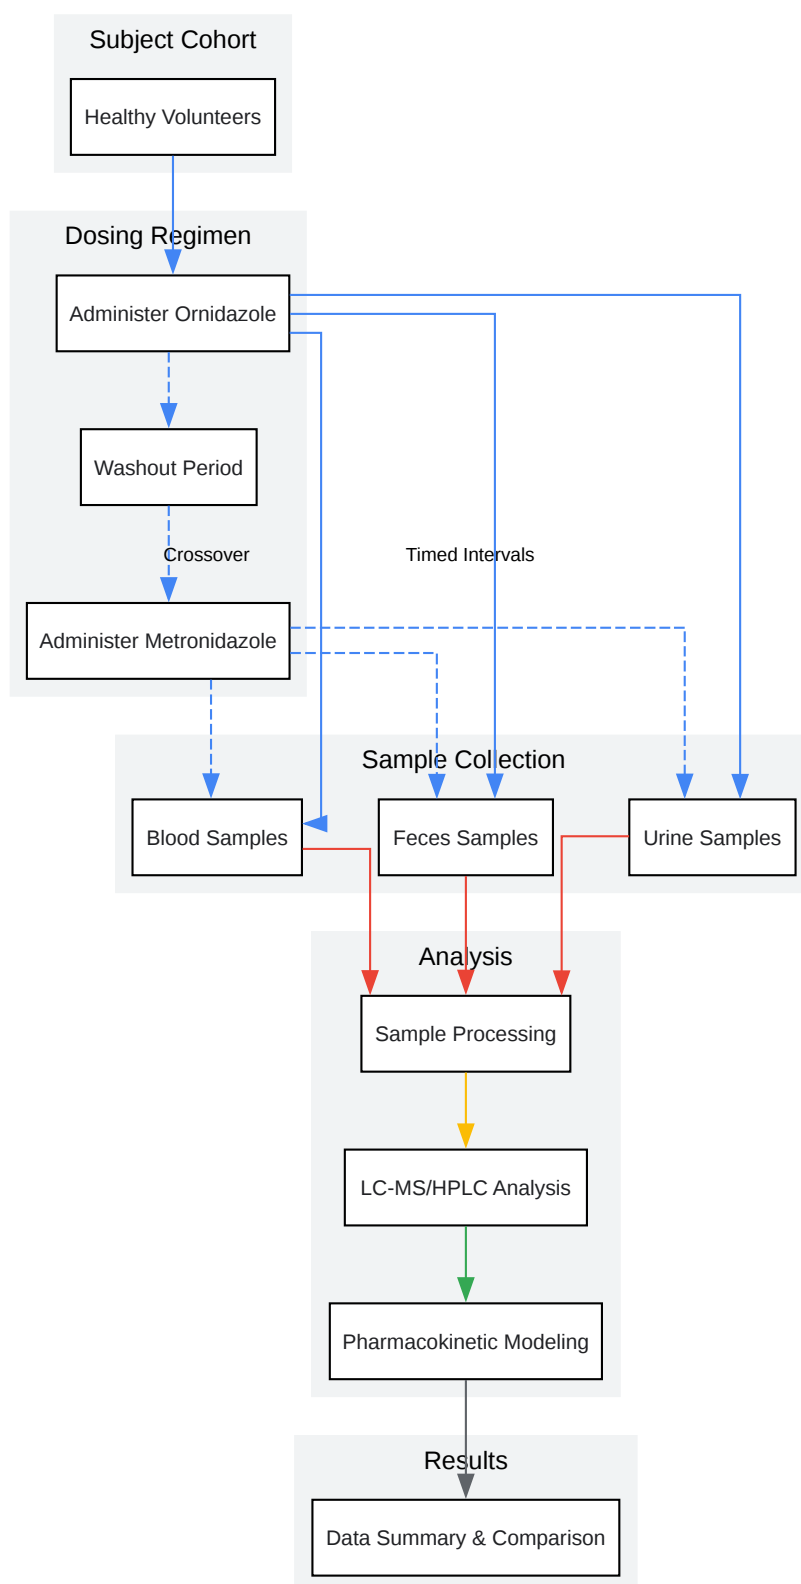 Subject Cohort
Healthy Volunteers
Dosing Regimen
Administer Ornidazole
Washout Period
Crossover
Timed Intervals
Administer Metronidazole
Sample Collection
Blood Samples
Feces Samples
Urine Samples
Analysis
Sample Processing
LC-MS/HPLC Analysis
Pharmacokinetic Modeling
Results
Data Summary & Comparison